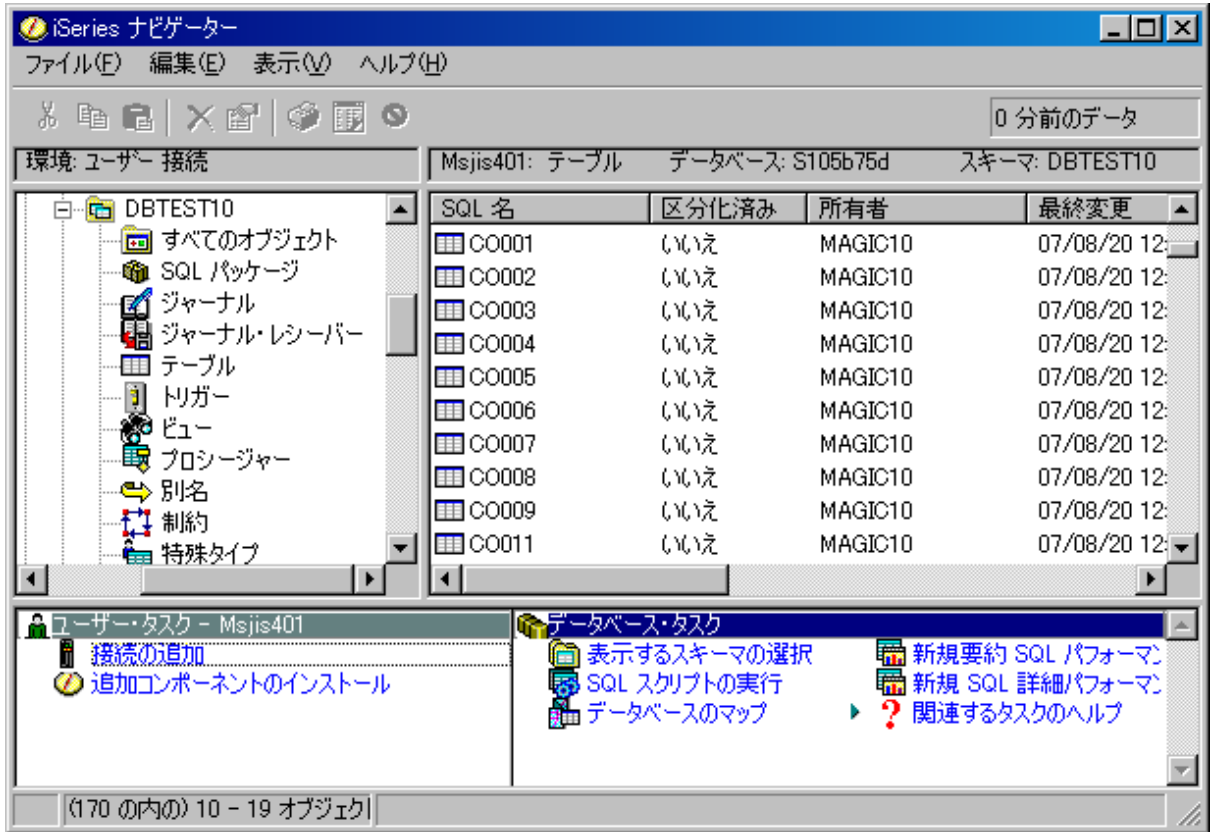 iSeries ナビゲーター
ファイル(F) 編集(E) 表示(V) ヘルプ(H)
0 分前のデータ
環境: ユーザー 接続
Msjis401: テーブル データベース: S105b75d スキーマ: DBTEST10
DBTEST10
すべてのオブジェクト
SQL パッケージ
ジャーナル
ジャーナル・レシーバー
テーブル
トリガー
ビュー
プロシージャー
別名
制約
特殊タイプ
SQL 名 区分化済み 所有者 最終変更
CO001 いいえ MAGIC10 07/08/20 12:
CO002 いいえ MAGIC10 07/08/20 12:
CO003 いいえ MAGIC10 07/08/20 12:
CO004 いいえ MAGIC10 07/08/20 12:
CO005 いいえ MAGIC10 07/08/20 12:
CO006 いいえ MAGIC10 07/08/20 12:
CO007 いいえ MAGIC10 07/08/20 12:
CO008 いいえ MAGIC10 07/08/20 12:
CO009 いいえ MAGIC10 07/08/20 12:
CO011 いいえ MAGIC10 07/08/20 12:
ユーザー・タスク - Msjis401
接続の追加
追加コンポーネントのインストール
データベース・タスク
表示するスキーマの選択 新規要約 SQL パフォーマン
SQL スクリプトの実行 新規 SQL 詳細パフォーマン
データベースのマップ 関連するタスクのヘルプ
(170 の内の) 10 - 19 オブジェク